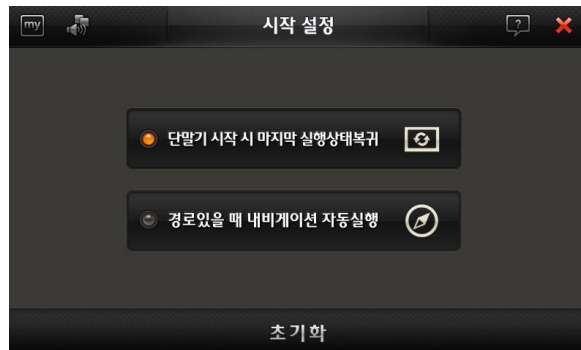 my
시작 설정
?
단말기 시작 시 마지막 실행상태복귀
경로있을 때 내비게이션 자동실행
초기화